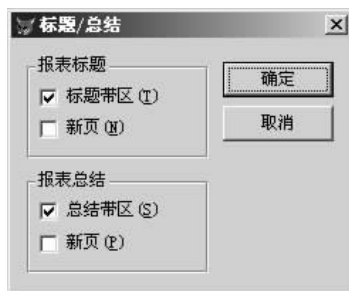 标题/总结
报表标题
标题带区(T)
新页(N)
确定
取消
报表总结
总结带区(S)
新页(P)